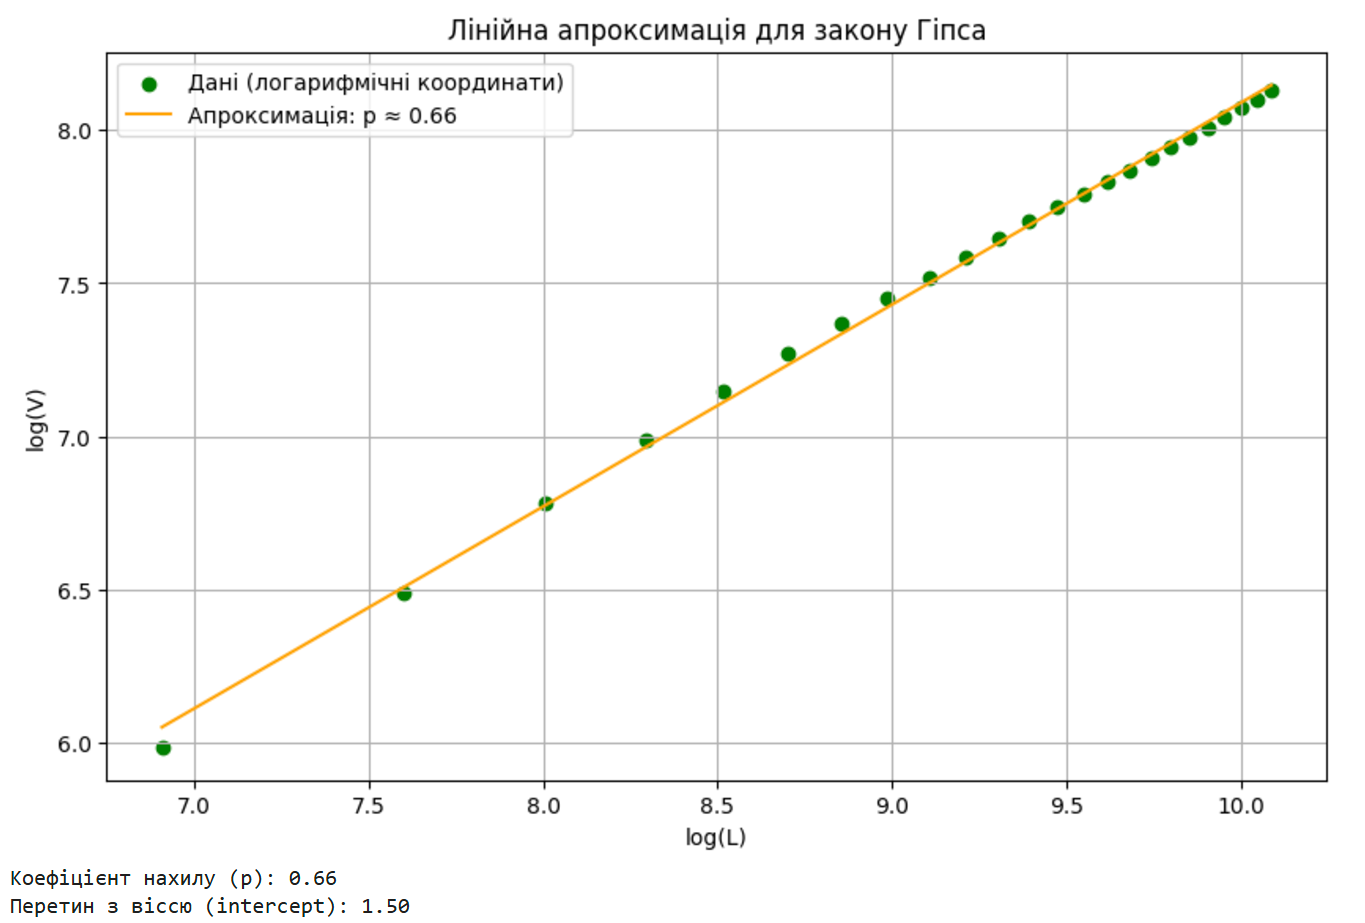 Лінійна апроксимація для закону Гіпса
Дані (логарифмічні координати)
Апроксимація: p ≈ 0.66
8.0
7.5
7.0
6.5
6.0
log(V)
7.0 7.5 8.0 8.5 9.0 9.5 10.0
log(L)
Коефіцієнт нахилу (p): 0.66
Перетин з віссю (intercept): 1.50